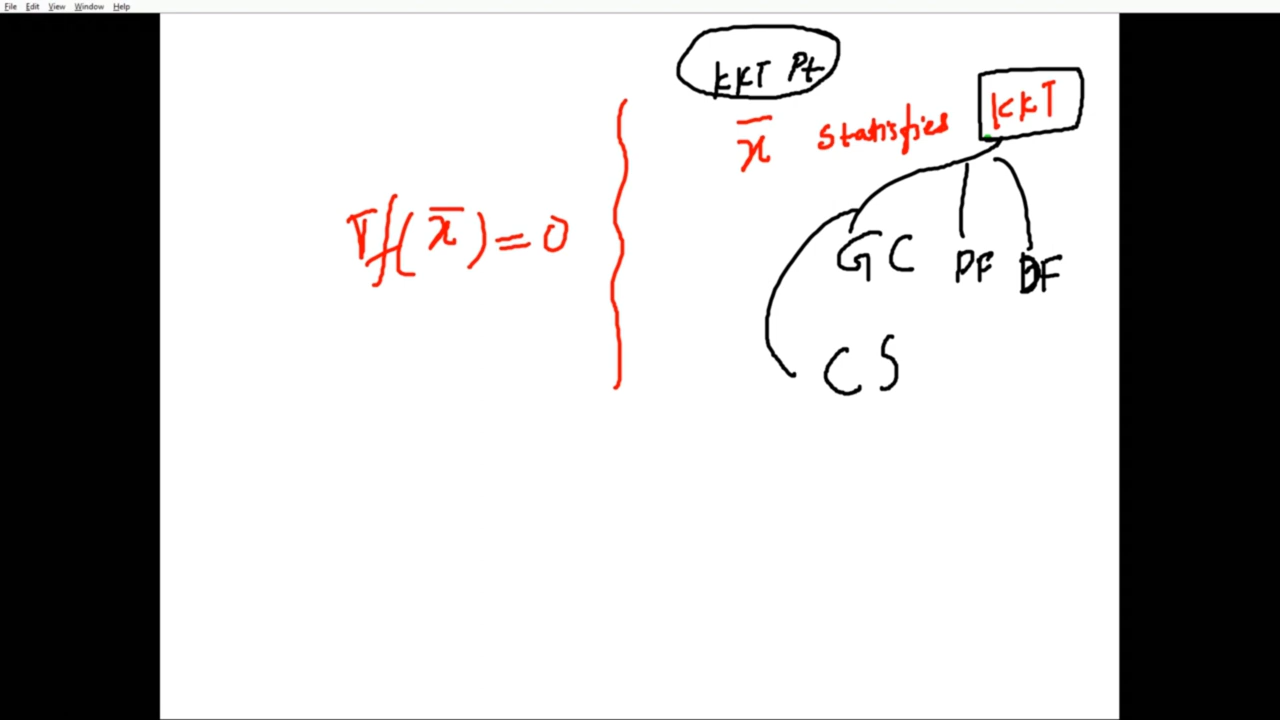 File Edit View Window Help
KKT Pt
x̄ statisfies KKT
∇f(x̄) = 0
GC PF DF
CS